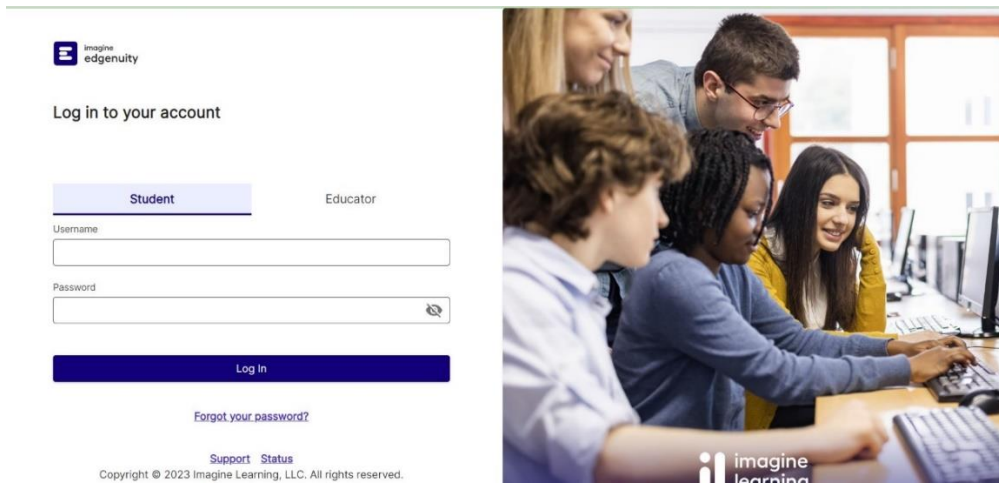 imagine
edgenuity
Log in to your account
Student Educator
Username
Password
Log In
Forgot your password?
Support Status
Copyright © 2023 Imagine Learning, LLC. All rights reserved.
imagine
learning